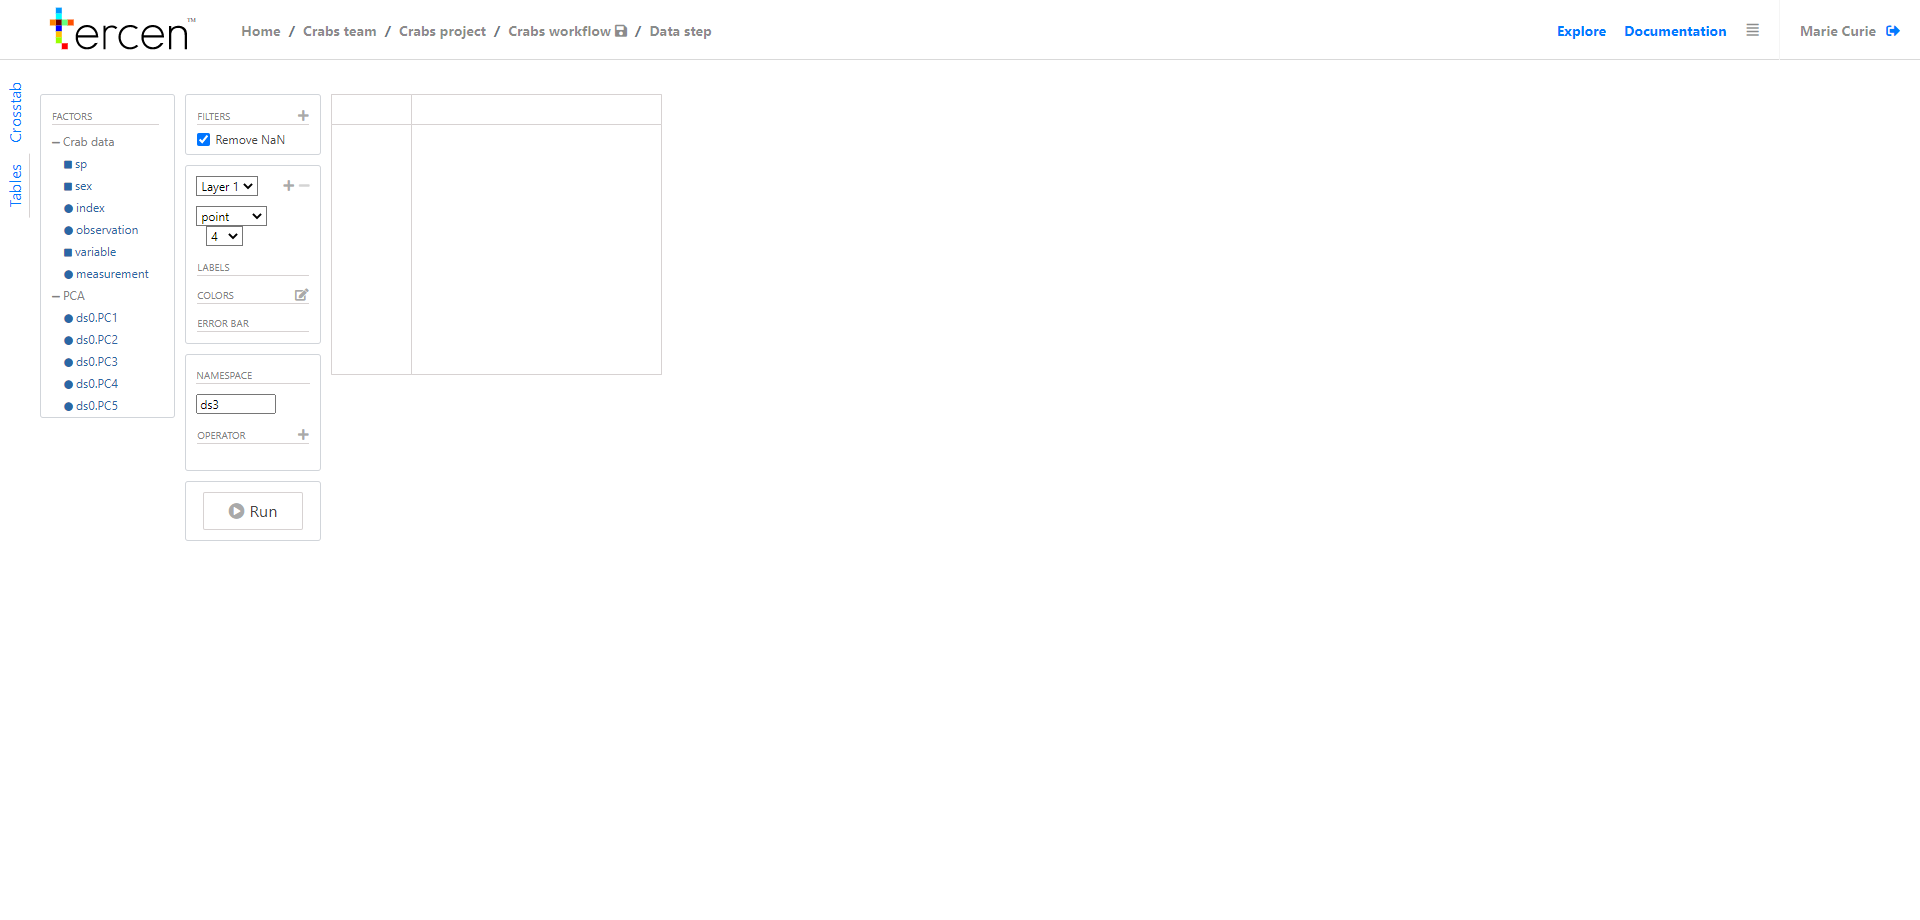 tercen™
Home / Crabs team / Crabs project / Crabs workflow / Data step
Explore Documentation
Marie Curie
Crosstab
Tables
FACTORS
Crab data
sp
sex
index
observation
variable
measurement
PCA
ds0.PC1
ds0.PC2
ds0.PC3
ds0.PC4
ds0.PC5
FILTERS
Remove NaN
Layer 1
point
4
LABELS
COLORS
ERROR BAR
NAMESPACE
ds3
OPERATOR
Run